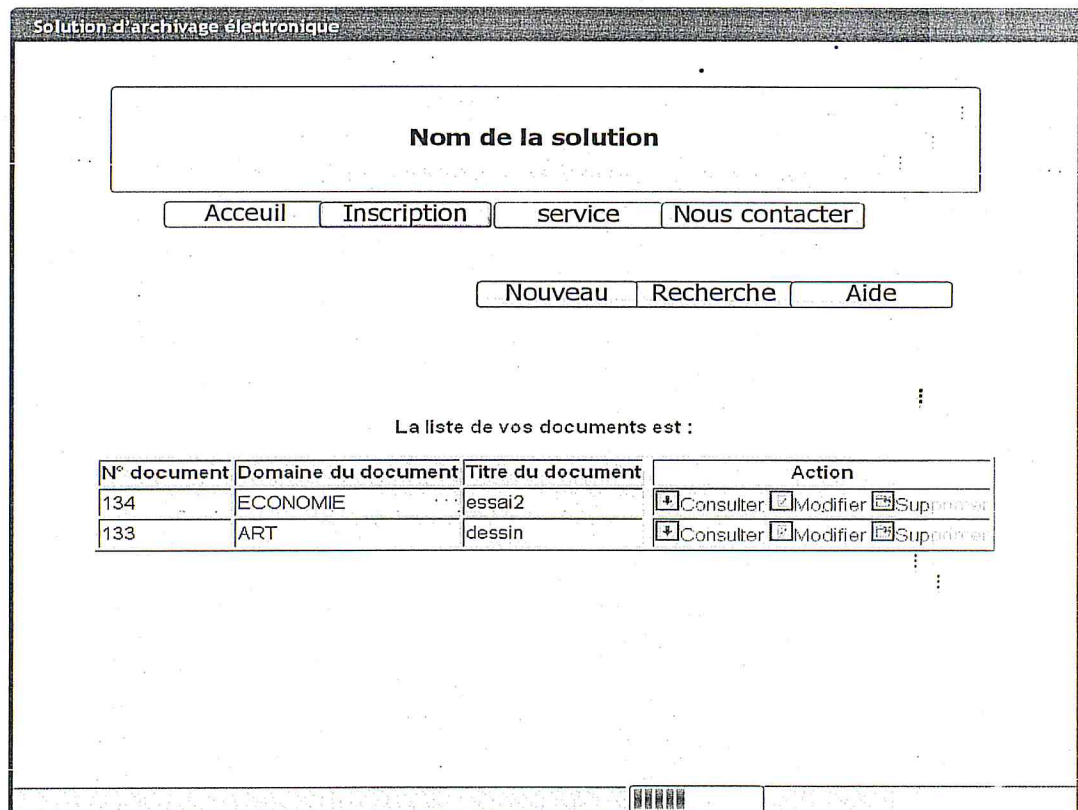 Solution d'archivage électronique
Nom de la solution
Acceuil Inscription service Nous contacter
Nouveau Recherche Aide
La liste de vos documents est :
N° document Domaine du document Titre du document Action
134 ECONOMIE essai2 Consulter Modifier Supprimer
133 ART dessin Consulter Modifier Supprimer